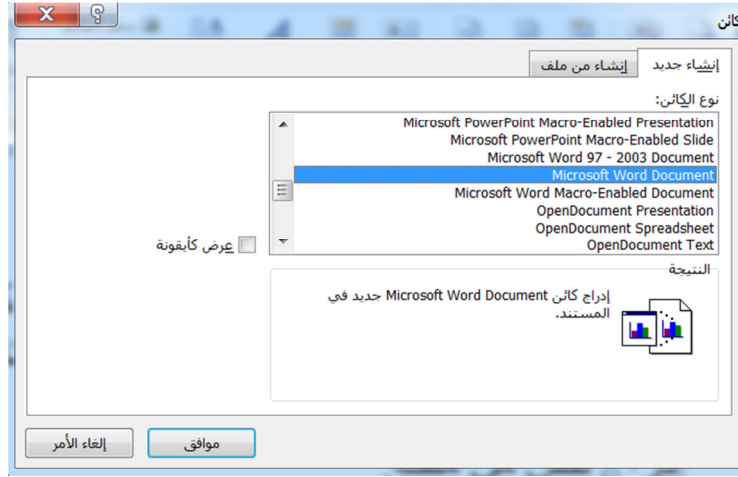 كائن
إنشاء جديد
إنشاء من ملف
نوع الكائن:
Microsoft PowerPoint Macro-Enabled Presentation
Microsoft PowerPoint Macro-Enabled Slide
Microsoft Word 97 - 2003 Document
Microsoft Word Document
Microsoft Word Macro-Enabled Document
OpenDocument Presentation
OpenDocument Spreadsheet
OpenDocument Text
عرض كأيقونة
النتيجة
إدراج كائن Microsoft Word Document جديد في
المستند.
موافق
إلغاء الأمر